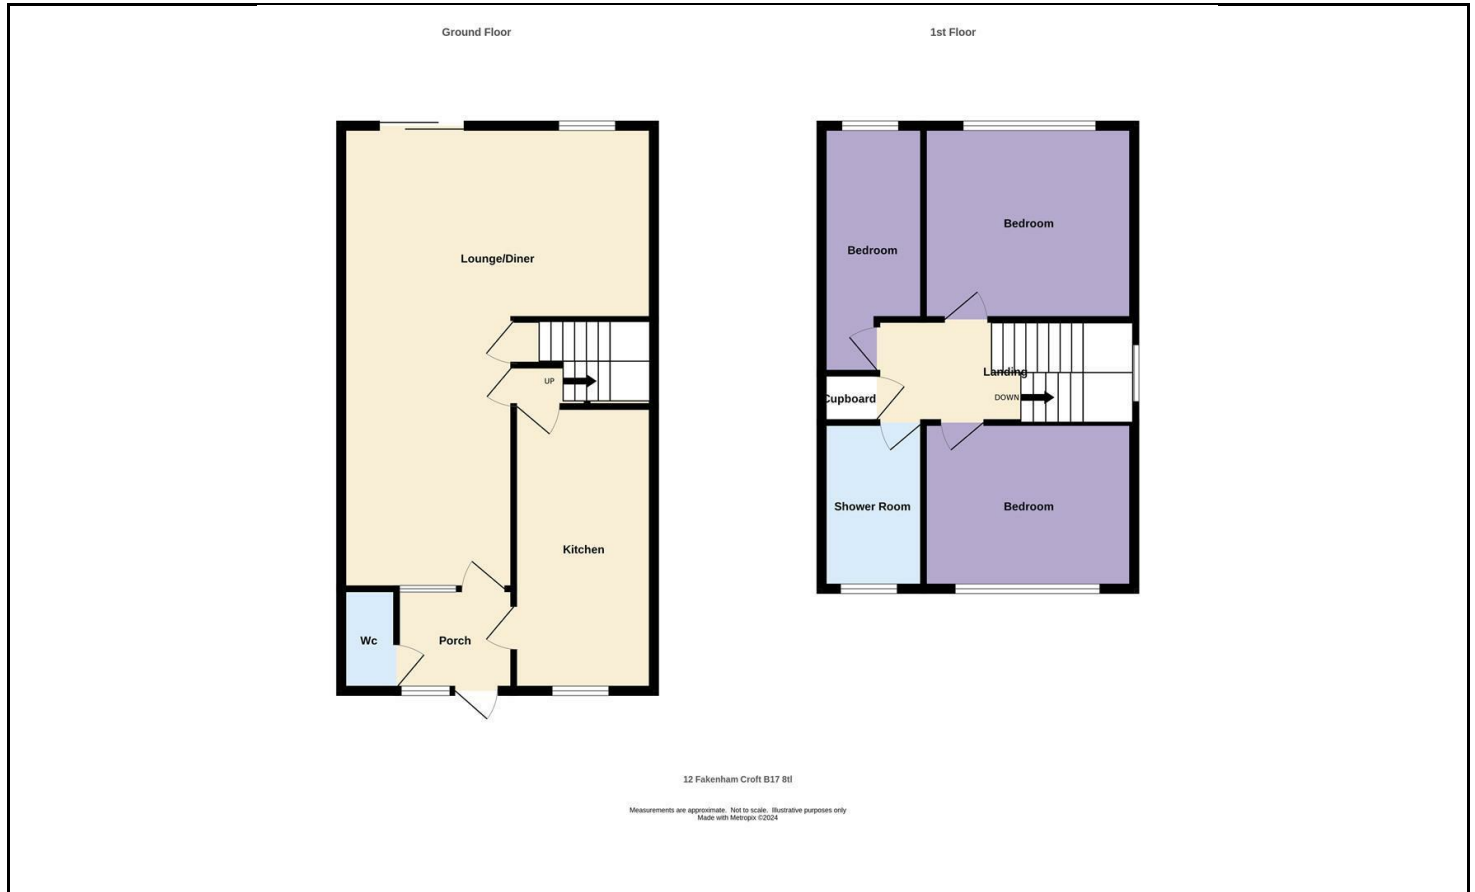 Ground Floor
1st Floor
Lounge/Diner
UP
Kitchen
Wc
Porch
Bedroom
Bedroom
Landing
Cupboard
DOWN
Shower Room
Bedroom
12 Fakenham Croft B17 8tl
Measurements are approximate. Not to scale. Illustrative purposes only
Made with Metropix ©2024